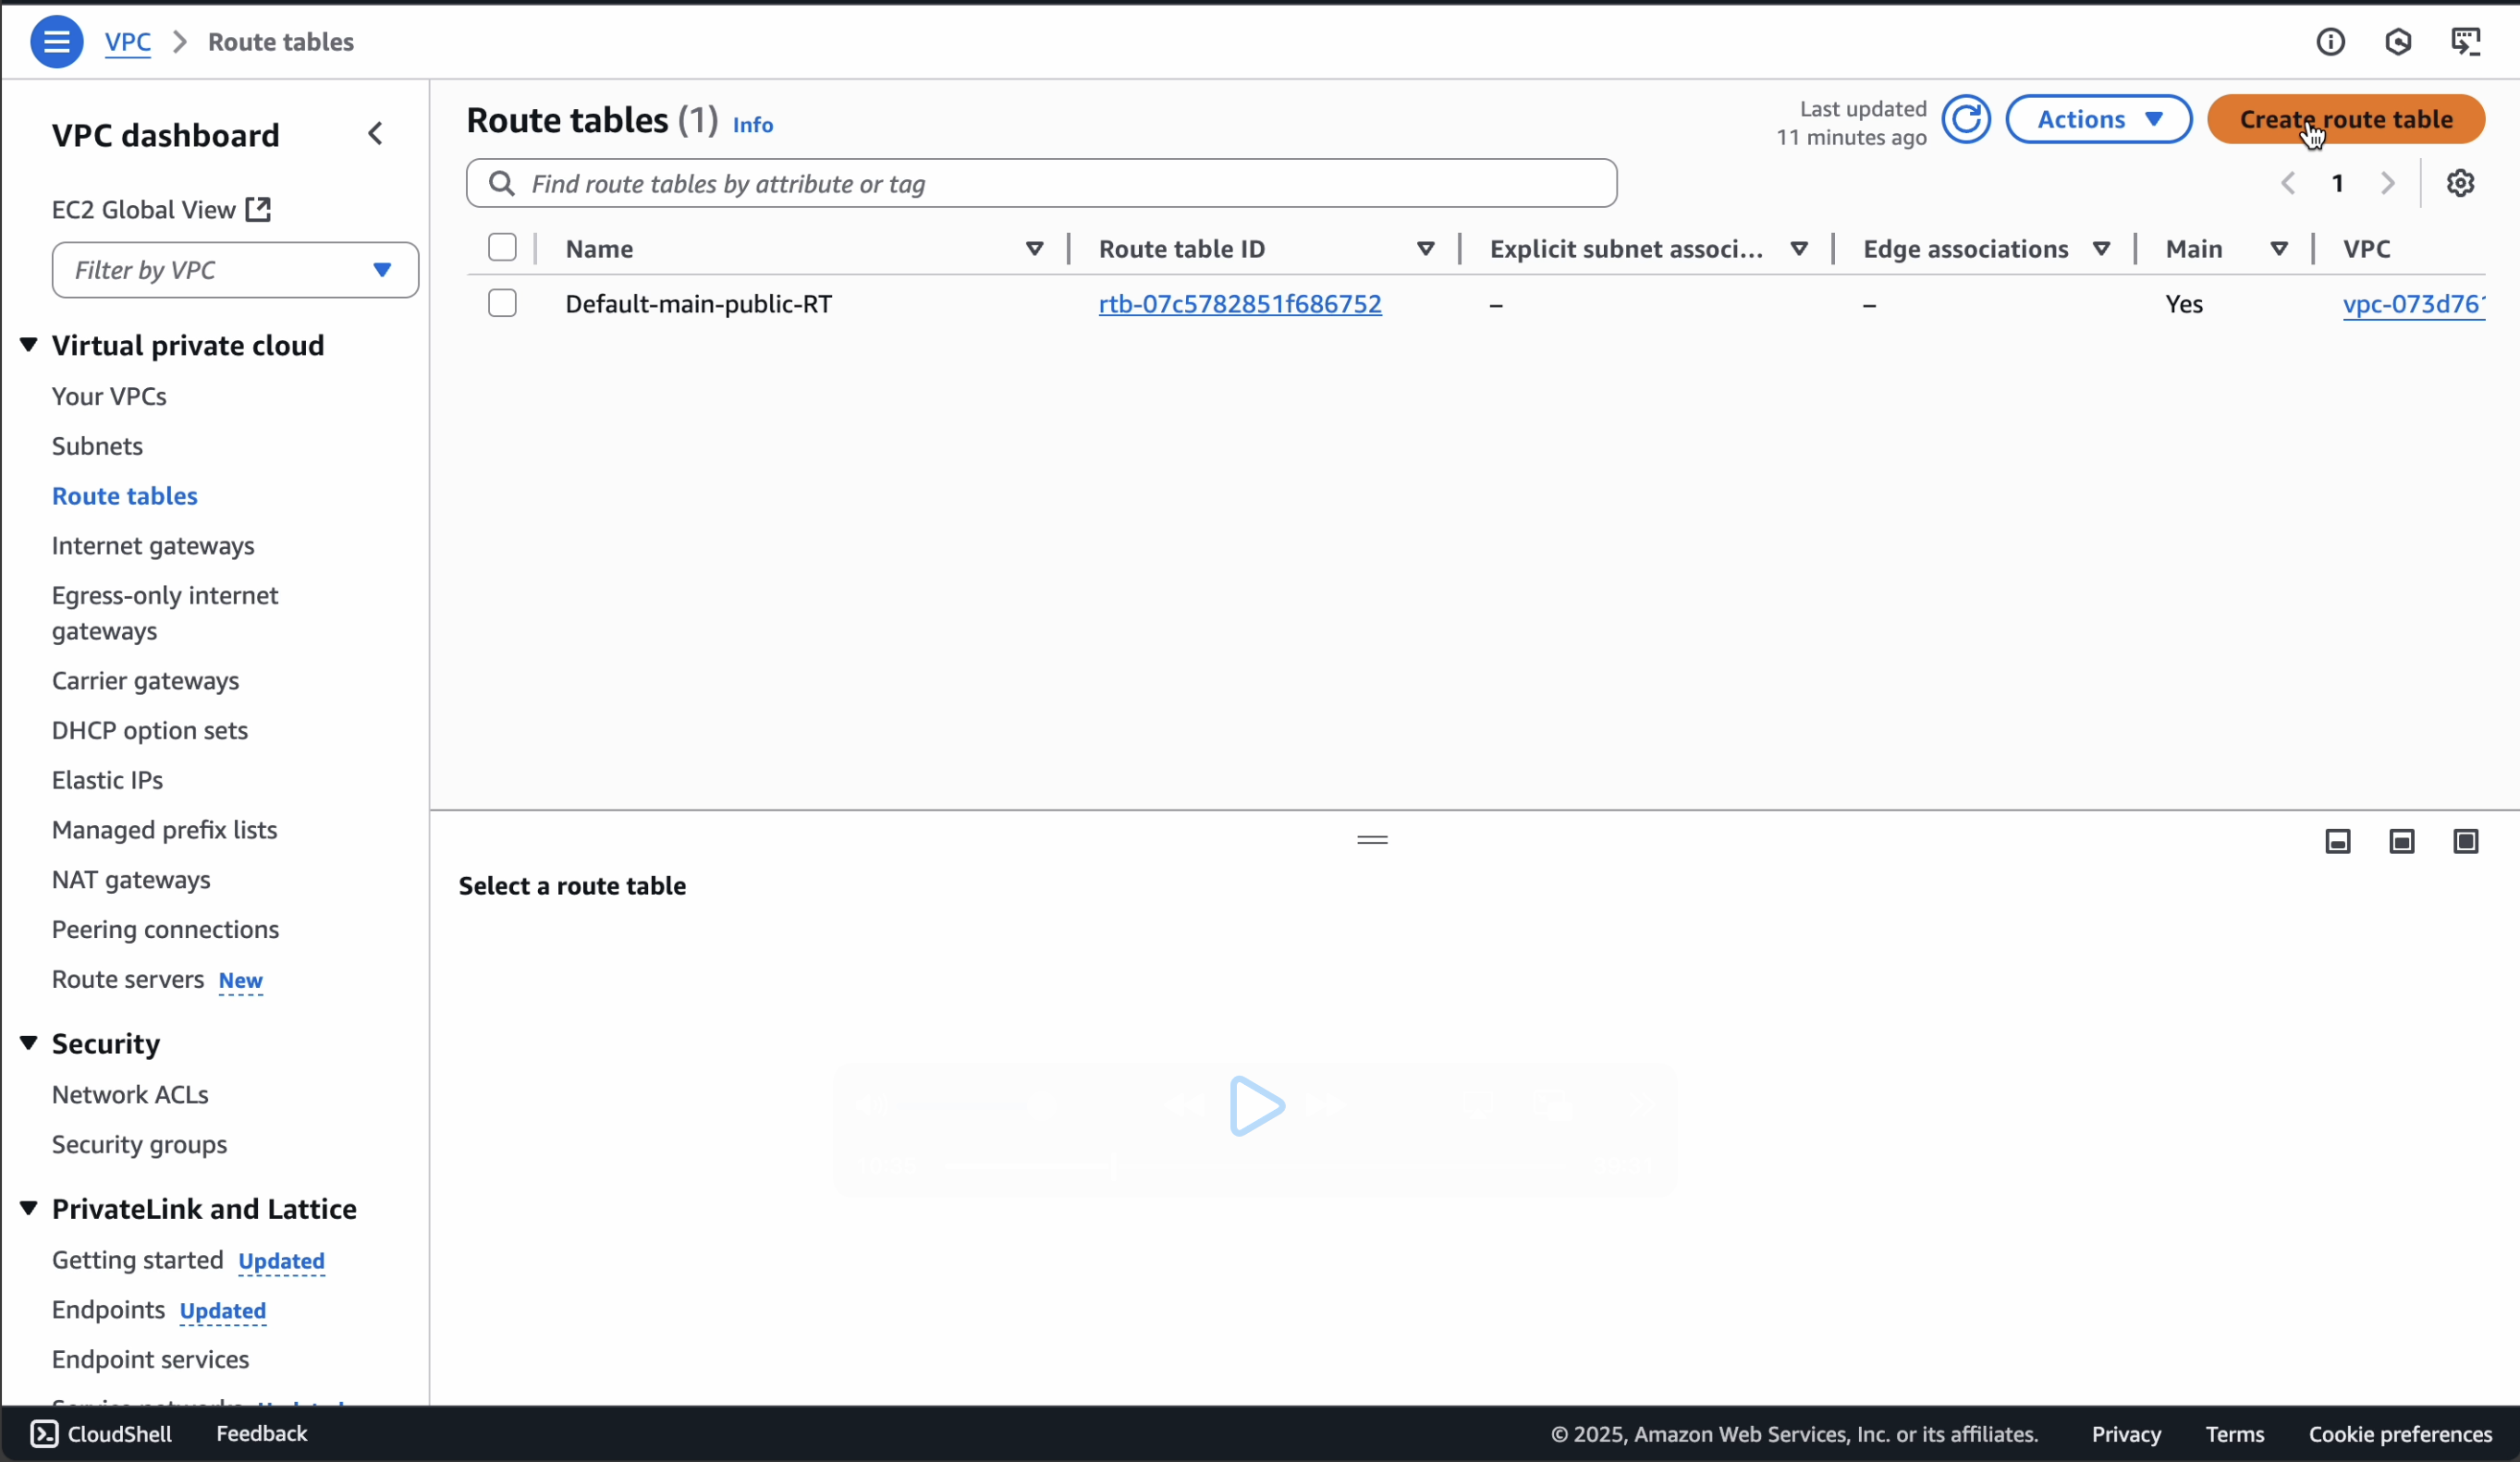 VPC > Route tables
VPC dashboard
EC2 Global View
Filter by VPC
Virtual private cloud
Your VPCs
Subnets
Route tables
Internet gateways
Egress-only internet
gateways
Carrier gateways
DHCP option sets
Elastic IPs
Managed prefix lists
NAT gateways
Peering connections
Route servers New
Security
Network ACLs
Security groups
PrivateLink and Lattice
Getting started Updated
Endpoints Updated
Endpoint services
Route tables (1) Info
Last updated
11 minutes ago
Actions
Create route table
Find route tables by attribute or tag
1
Name Route table ID Explicit subnet associ... Edge associations Main VPC
Default-main-public-RT rtb-07c5782851f686752 – – Yes vpc-073d76
Select a route table
CloudShell Feedback © 2025, Amazon Web Services, Inc. or its affiliates. Privacy Terms Cookie preferences